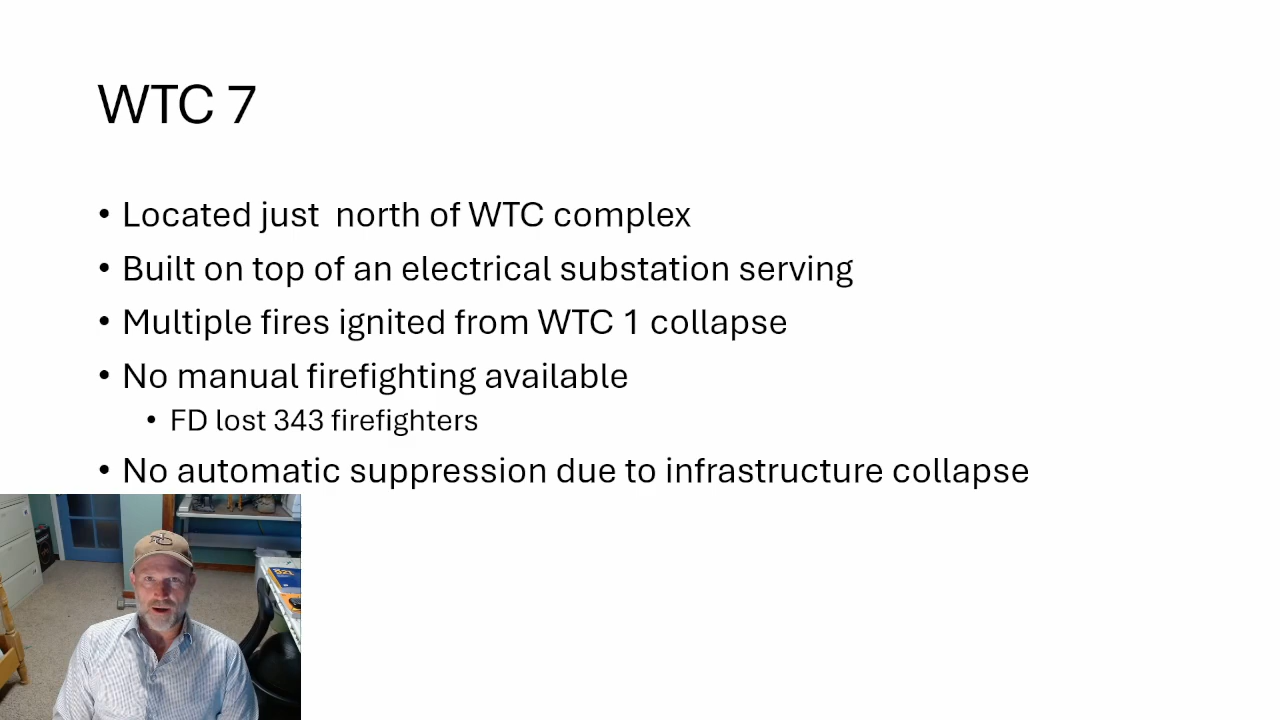 WTC 7
• Located just  north of WTC complex
• Built on top of an electrical substation serving
• Multiple fires ignited from WTC 1 collapse
• No manual firefighting available
• FD lost 343 firefighters
• No automatic suppression due to infrastructure collapse